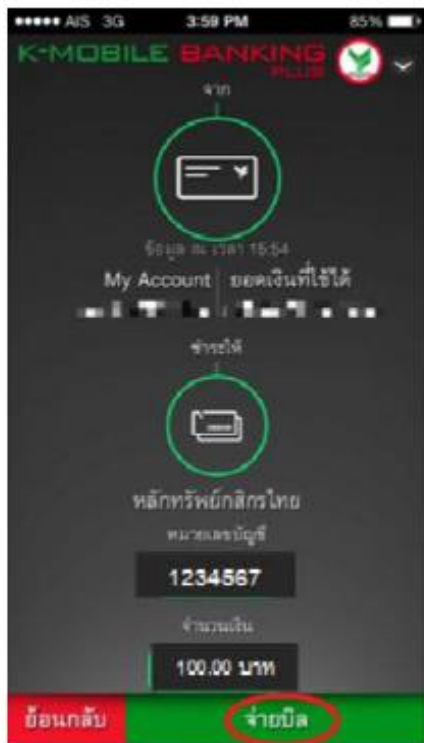 AIS 3G 3:59 PM 85%
K-MOBILE BANKING
PLUS
จาก
ข้อมูล ณ เวลา 15:54
My Account ยอดเงินที่ใช้ได้
ชำระให้
หลักทรัพย์กสิกรไทย
หมายเลขบัญชี
1234567
จำนวนเงิน
100.00 บาท
ย้อนกลับ จ่ายบิล